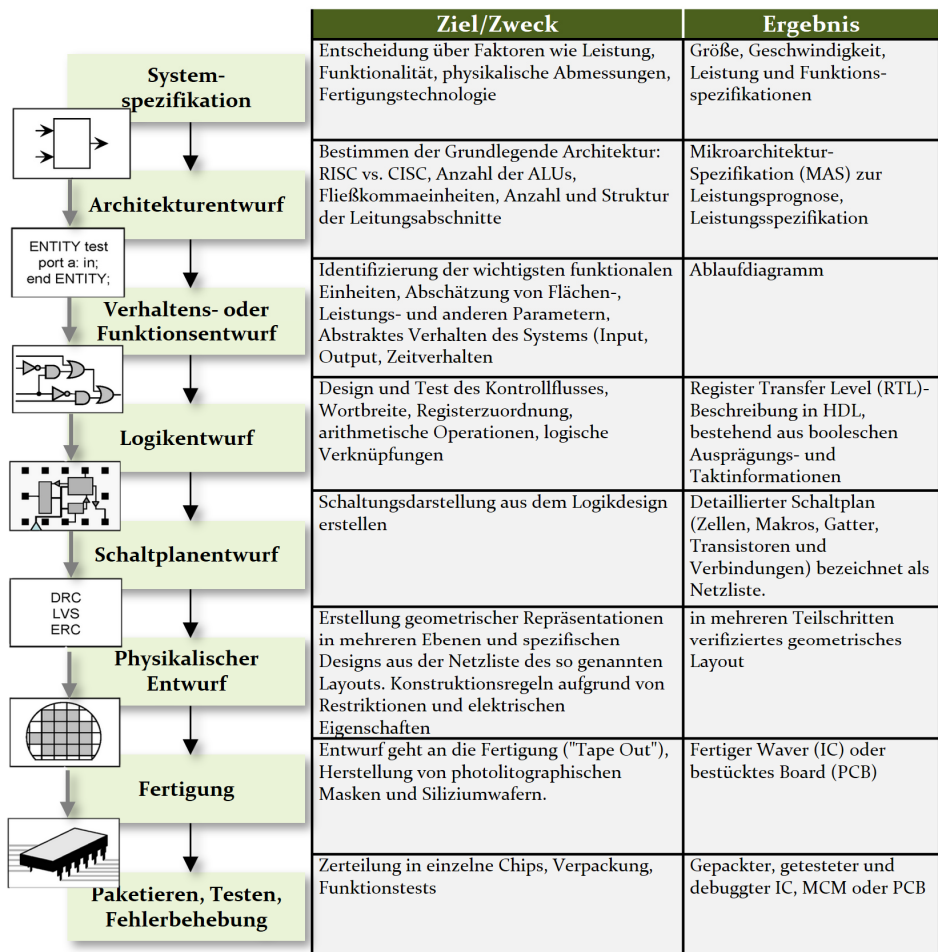 Ziel/Zweck
Ergebnis
System-
spezifikation
Entscheidung über Faktoren wie Leistung,
Funktionalität, physikalische Abmessungen,
Fertigungstechnologie
Größe, Geschwindigkeit,
Leistung und Funktions-
spezifikationen
Architekturentwurf
Bestimmen der Grundlegende Architektur:
RISC vs. CISC, Anzahl der ALUs,
Fließkommaeinheiten, Anzahl und Struktur
der Leitungsabschnitte
Mikroarchitektur-
Spezifikation (MAS) zur
Leistungsprognose,
Leistungsspezifikation
ENTITY test
port a: in;
end ENTITY;
Verhaltens- oder
Funktionsentwurf
Identifizierung der wichtigsten funktionalen
Einheiten, Abschätzung von Flächen-,
Leistungs- und anderen Parametern,
Abstraktes Verhalten des Systems (Input,
Output, Zeitverhalten
Ablaufdiagramm
Logikentwurf
Design und Test des Kontrollflusses,
Wortbreite, Registerzuordnung,
arithmetische Operationen, logische
Verknüpfungen
Register Transfer Level (RTL)-
Beschreibung in HDL,
bestehend aus booleschen
Ausprägungs- und
Taktinformationen
Schaltplanentwurf
Schaltungsdarstellung aus dem Logikdesign
erstellen
Detaillierter Schaltplan
(Zellen, Makros, Gatter,
Transistoren und
Verbindungen) bezeichnet als
Netzliste.
DRC
LVS
ERC
Physikalischer
Entwurf
Erstellung geometrischer Repräsentationen
in mehreren Ebenen und spezifischen
Designs aus der Netzliste des so genannten
Layouts. Konstruktionsregeln aufgrund von
Restriktionen und elektrischen
Eigenschaften
in mehreren Teilschritten
verifiziertes geometrisches
Layout
Fertigung
Entwurf geht an die Fertigung ("Tape Out"),
Herstellung von photolitographischen
Masken und Siliziumwafern.
Fertiger Waver (IC) oder
bestücktes Board (PCB)
Paketieren, Testen,
Fehlerbehebung
Zerteilung in einzelne Chips, Verpackung,
Funktionstests
Gepackter, getesteter und
debuggter IC, MCM oder PCB